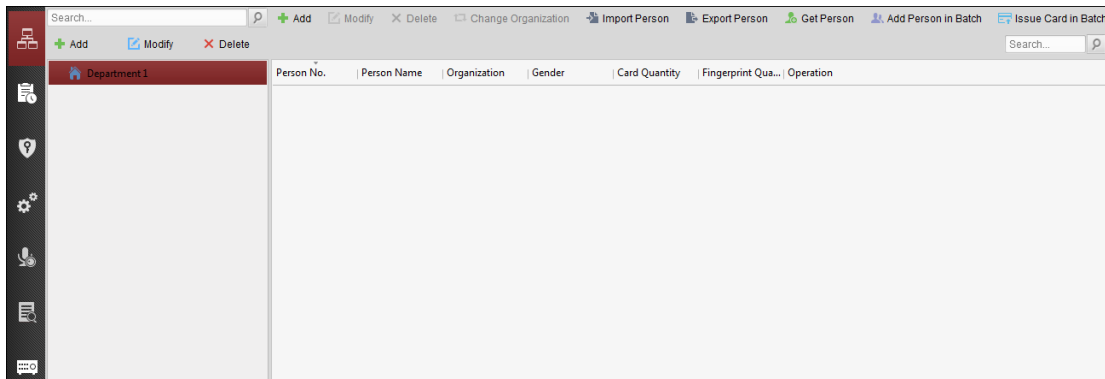 Search... Add Modify Delete Change Organization Import Person Export Person Get Person Add Person in Batch Issue Card in Batch
Add Modify Delete Search...
Department 1 Person No. Person Name Organization Gender Card Quantity Fingerprint Qua... Operation